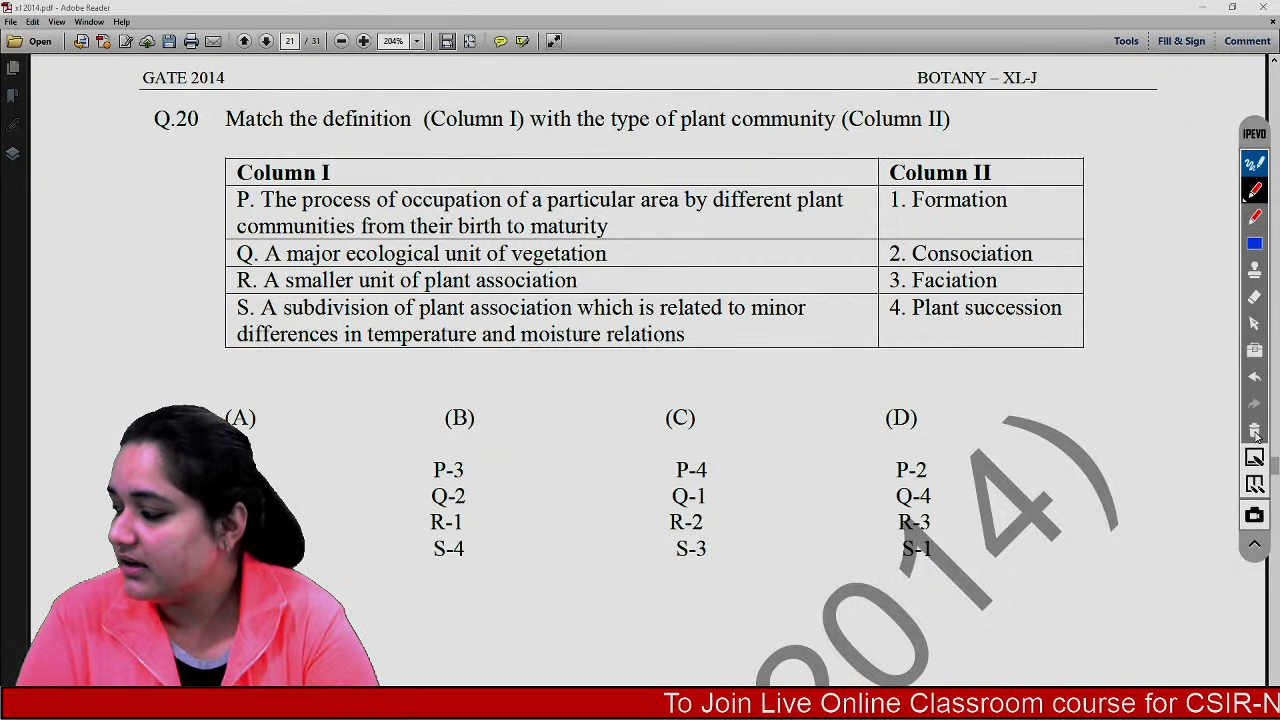 xl 2014.pdf - Adobe Reader
File Edit View Window Help
Open 21 / 31 204% Tools Fill & Sign Comment
GATE 2014 BOTANY – XL-J
Q.20 Match the definition (Column I) with the type of plant community (Column II)
Column I Column II
P. The process of occupation of a particular area by different plant 1. Formation
communities from their birth to maturity
Q. A major ecological unit of vegetation 2. Consociation
R. A smaller unit of plant association 3. Faciation
S. A subdivision of plant association which is related to minor 4. Plant succession
differences in temperature and moisture relations
(A) (B) (C) (D)
P-3 P-4 P-2
Q-2 Q-1 Q-4
R-1 R-2 R-3
S-4 S-3 S-1
2014)
IPEVO
To Join Live Online Classroom course for CSIR-N